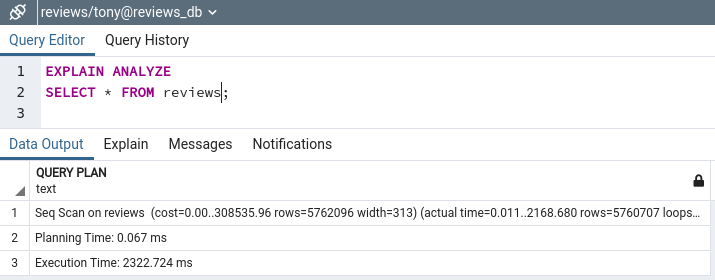 reviews/tony@reviews_db
Query Editor Query History
1 EXPLAIN ANALYZE
2 SELECT * FROM reviews;
3
Data Output Explain Messages Notifications
QUERY PLAN
text
1 Seq Scan on reviews (cost=0.00..308535.96 rows=5762096 width=313) (actual time=0.011..2168.680 rows=5760707 loops...
2 Planning Time: 0.067 ms
3 Execution Time: 2322.724 ms